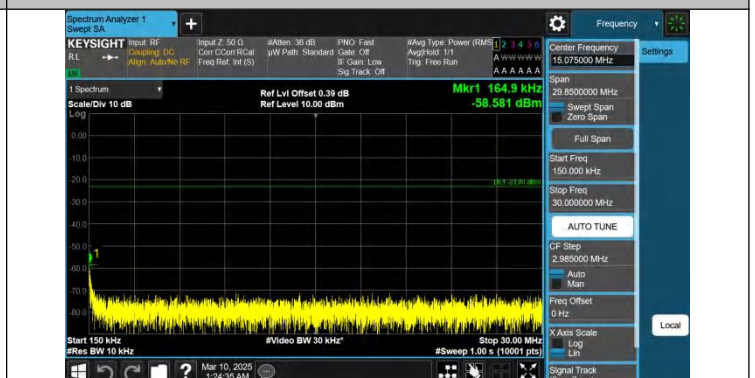 Spectrum Analyzer 1
Swept SA
Frequency
KEYSIGHT
RL
Input: RF
Coupling: DC
Align: Auto/No RF
Input Z: 50 Ω
Corr CCorr RCal
Freq Ref: Int (S)
#Atten: 36 dB
µW Path: Standard
PNO: Fast
Gate: Off
IF Gain: Low
Sig Track: Off
#Avg Type: Power (RMS)
Avg|Hold: 1/1
Trig: Free Run
1 2 3 4 5 6
A W W W W W
A A A A A A
Center Frequency
15.075000 MHz
Settings
Span
29.8500000 MHz
Swept Span
Zero Span
Full Span
Start Freq
150.000 kHz
Stop Freq
30.000000 MHz
AUTO TUNE
CF Step
2.985000 MHz
Auto
Man
Freq Offset
0 Hz
X Axis Scale
Log
Lin
Signal Track
Local
1 Spectrum
Scale/Div 10 dB
Log
Ref Lvl Offset 0.39 dB
Ref Level 10.00 dBm
Mkr1 164.9 kHz
-58.581 dBm
0.00
-10.0
-20.0
-30.0
-40.0
-50.0
-60.0
-70.0
-80.0
1
Start 150 kHz
#Res BW 10 kHz
#Video BW 30 kHz*
Stop 30.00 MHz
#Sweep 1.00 s (10001 pts)
Mar 10, 2025
1:24:35 AM